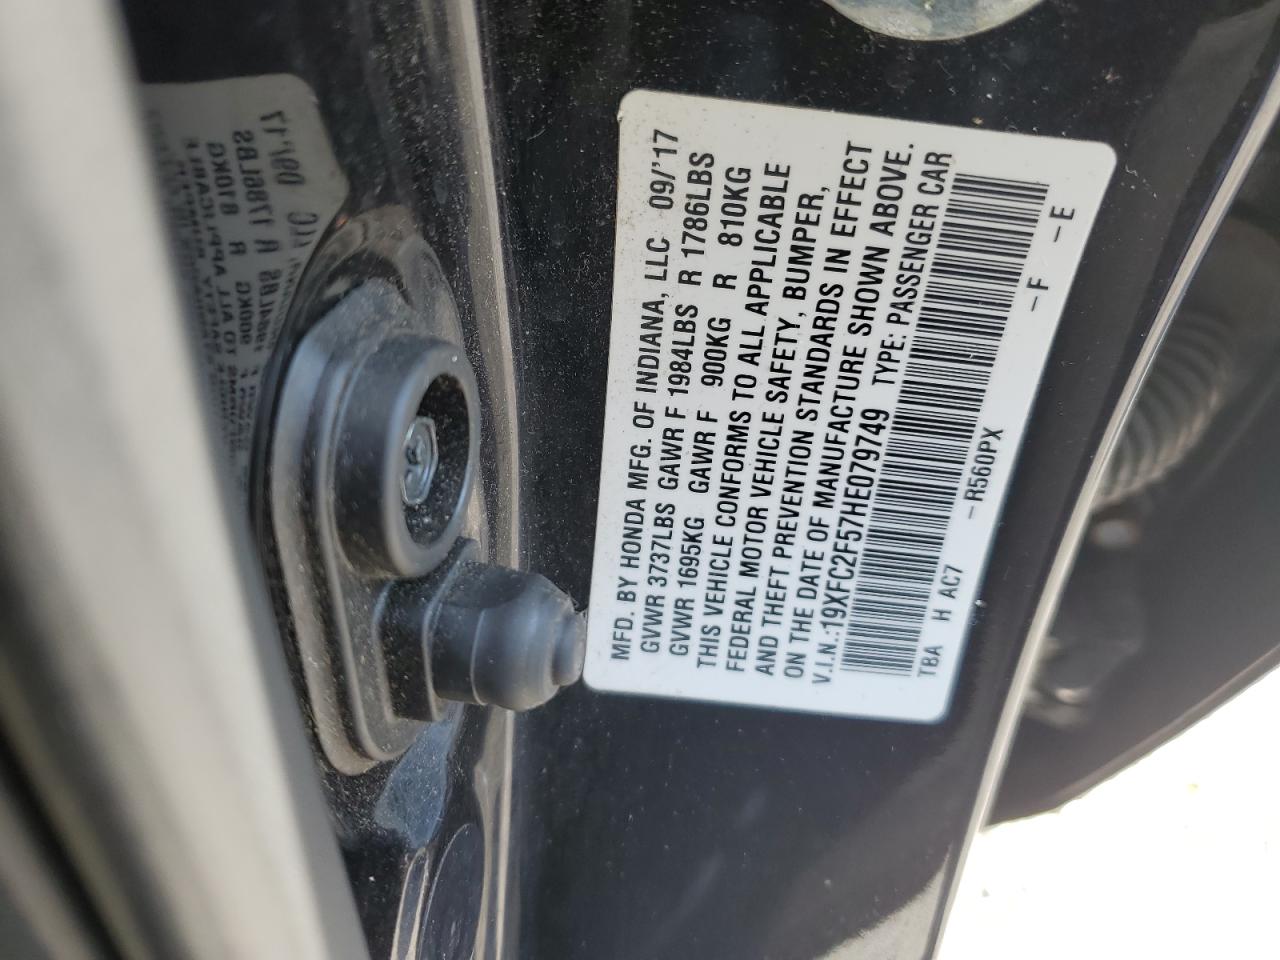 MFD. BY HONDA MFG. OF INDIANA, LLC 09/'17
GVWR 3737LBS GAWR F 1984LBS R 1786LBS
GVWR 1695KG GAWR F 900KG R 810KG
THIS VEHICLE CONFORMS TO ALL APPLICABLE
FEDERAL MOTOR VEHICLE SAFETY, BUMPER,
AND THEFT PREVENTION STANDARDS IN EFFECT
ON THE DATE OF MANUFACTURE SHOWN ABOVE.
V.I.N.:19XFC2F57HE079749 TYPE: PASSENGER CAR
TBA H AC7 -R560PX -F -E